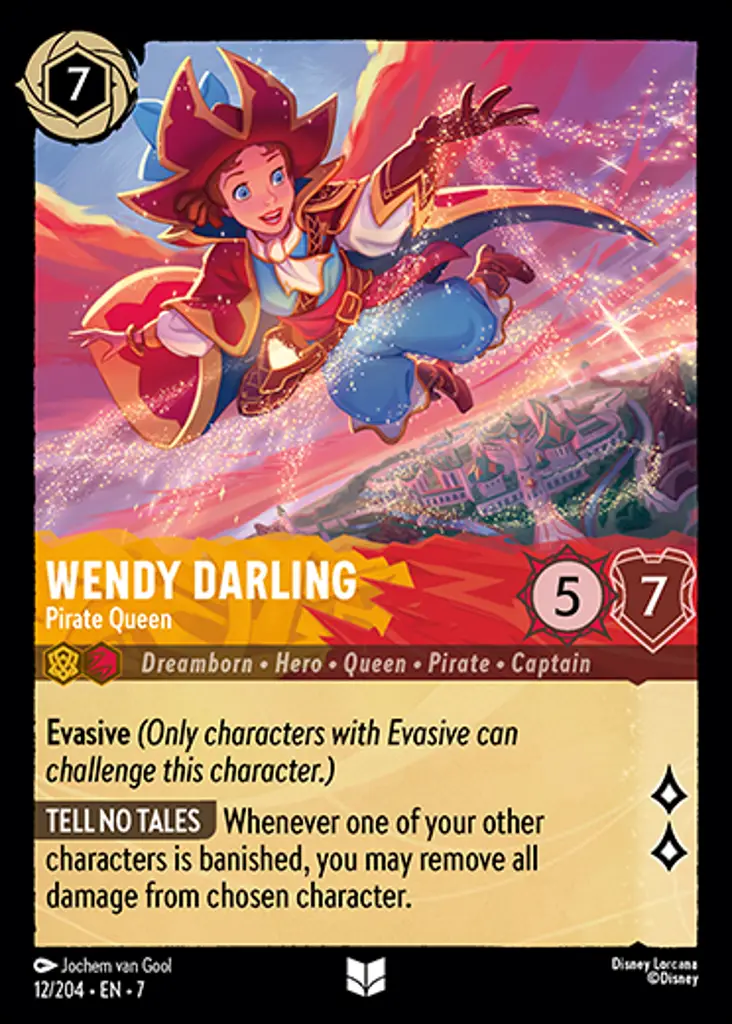 7
WENDY DARLING
Pirate Queen
5
7
Dreamborn • Hero • Queen • Pirate • Captain
Evasive (Only characters with Evasive can
challenge this character.)
TELL NO TALES Whenever one of your other
characters is banished, you may remove all
damage from chosen character.
Jochem van Gool
12/204 • EN • 7
Disney Lorcana
©Disney